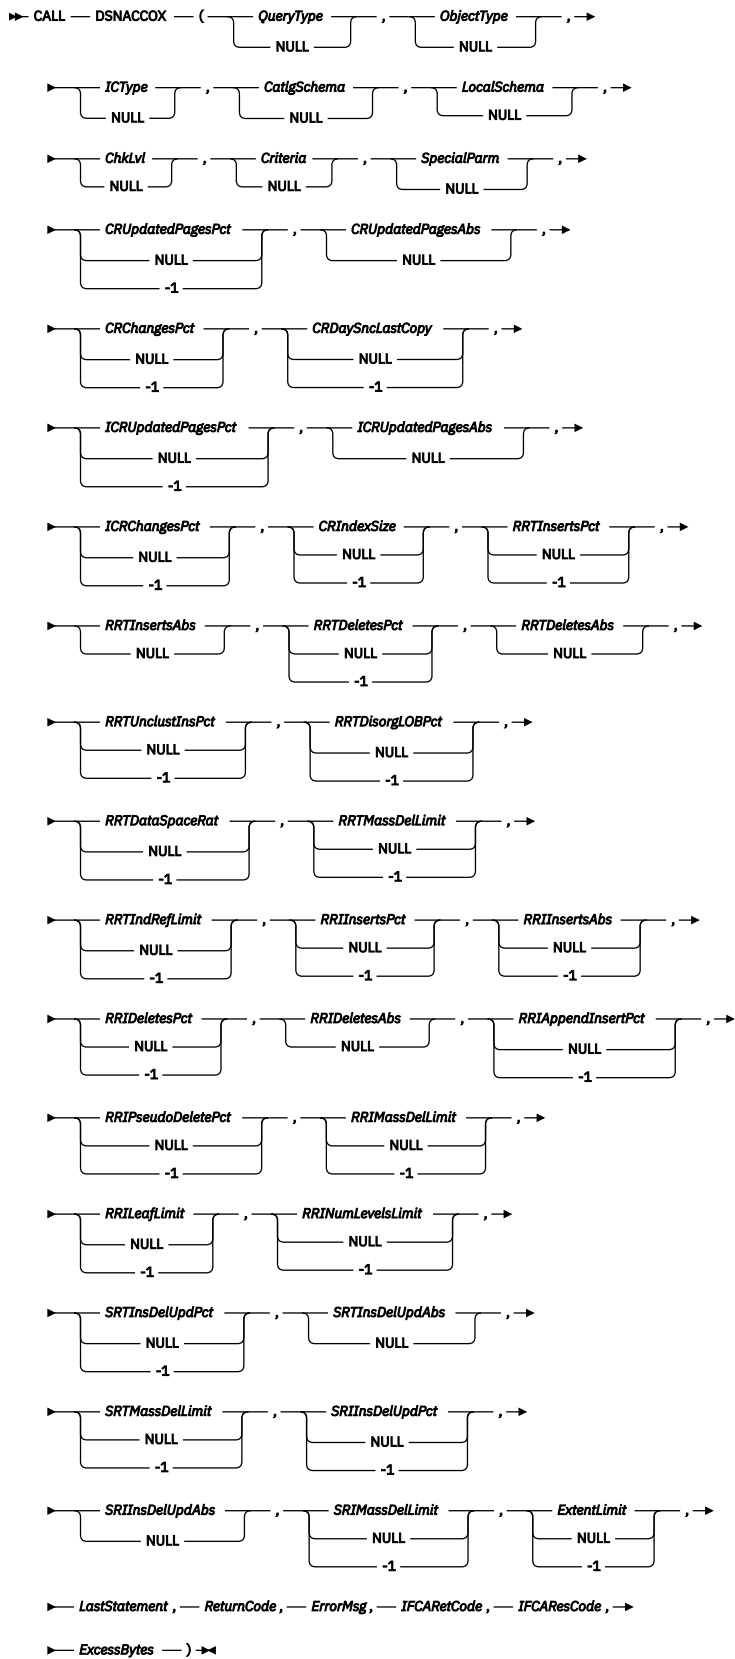 CALL DSNACCOX ( QueryType , ObjectType ,
NULL NULL
ICType , CatlgSchema , LocalSchema ,
NULL NULL NULL
ChkLvl , Criteria , SpecialParm ,
NULL NULL NULL
CRUpdatedPagesPct , CRUpdatedPagesAbs ,
NULL NULL
-1
CRChangesPct , CRDaySncLastCopy ,
NULL NULL
-1 -1
ICRUpdatedPagesPct , ICRUpdatedPagesAbs ,
NULL NULL
-1
ICRChangesPct , CRIndexSize , RRTInsertsPct ,
NULL NULL NULL
-1 -1 -1
RRTInsertsAbs , RRTDeletesPct , RRTDeletesAbs ,
NULL NULL NULL
-1
RRTUnclustInsPct , RRTDisorgLOBPct ,
NULL NULL
-1 -1
RRTDataSpaceRat , RRTMassDelLimit ,
NULL NULL
-1 -1
RRTIndRefLimit , RRIInsertsPct , RRIInsertsAbs ,
NULL NULL NULL
-1 -1 -1
RRIDeletesPct , RRIDeletesAbs , RRIAppendInsertPct ,
NULL NULL NULL
-1 -1
RRIPseudoDeletePct , RRIMassDelLimit ,
NULL NULL
-1 -1
RRILeafLimit , RRINumLevelsLimit ,
NULL NULL
-1 -1
SRTInsDelUpdPct , SRTInsDelUpdAbs ,
NULL NULL
-1
SRTMassDelLimit , SRIInsDelUpdPct ,
NULL NULL
-1 -1
SRIInsDelUpdAbs , SRIMassDelLimit , ExtentLimit ,
NULL NULL NULL
-1 -1
LastStatement , ReturnCode , ErrorMsg , IFCARetCode , IFCAResCode ,
ExcessBytes )